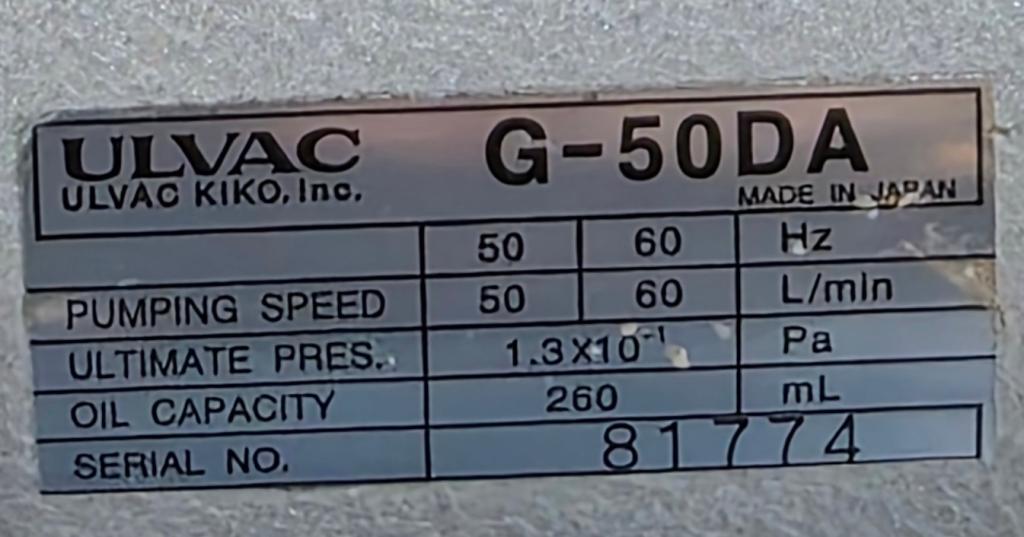 ULVAC G-50DA
ULVAC KIKO, Inc. MADE IN JAPAN
50 60 Hz
PUMPING SPEED 50 60 L/min
ULTIMATE PRES. 1.3X10⁻¹ Pa
OIL CAPACITY 260 mL
SERIAL NO. 81774